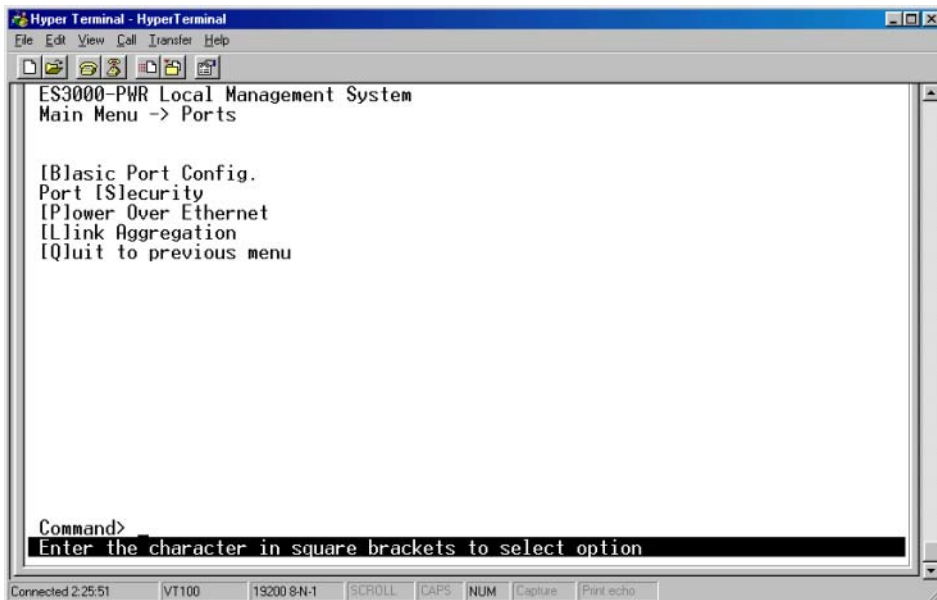 Hyper Terminal - HyperTerminal
File Edit View Call Transfer Help
ES3000-PWR Local Management System
Main Menu -> Ports
[B]asic Port Config.
Port [S]ecurity
[P]ower Over Ethernet
[L]ink Aggregation
[Q]uit to previous menu
Command> _
Enter the character in square brackets to select option
Connected 2:25:51 VT100 19200 8-N-1 SCROLL CAPS NUM Capture Print echo